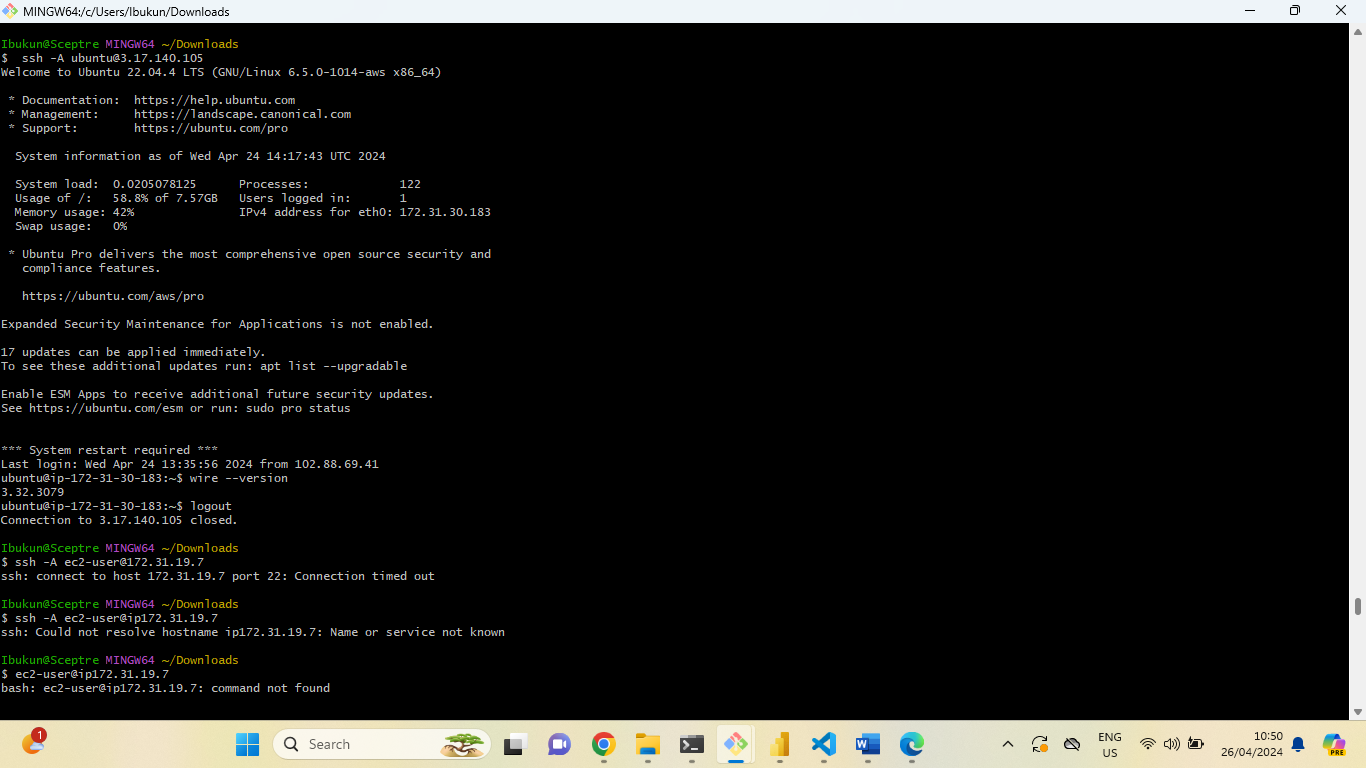 MINGW64:/c/Users/Ibukun/Downloads
Ibukun@Sceptre MINGW64 ~/Downloads
$  ssh -A ubuntu@3.17.140.105
Welcome to Ubuntu 22.04.4 LTS (GNU/Linux 6.5.0-1014-aws x86_64)
* Documentation:  https://help.ubuntu.com
* Management:     https://landscape.canonical.com
* Support:        https://ubuntu.com/pro
System information as of Wed Apr 24 14:17:43 UTC 2024
System load:  0.0205078125      Processes:             122
Usage of /:   58.8% of 7.57GB   Users logged in:       1
Memory usage: 42%               IPv4 address for eth0: 172.31.30.183
Swap usage:   0%
* Ubuntu Pro delivers the most comprehensive open source security and
compliance features.
https://ubuntu.com/aws/pro
Expanded Security Maintenance for Applications is not enabled.
17 updates can be applied immediately.
To see these additional updates run: apt list --upgradable
Enable ESM Apps to receive additional future security updates.
See https://ubuntu.com/esm or run: sudo pro status
*** System restart required ***
Last login: Wed Apr 24 13:35:56 2024 from 102.88.69.41
ubuntu@ip-172-31-30-183:~$ wire --version
3.32.3079
ubuntu@ip-172-31-30-183:~$ logout
Connection to 3.17.140.105 closed.
Ibukun@Sceptre MINGW64 ~/Downloads
$ ssh -A ec2-user@172.31.19.7
ssh: connect to host 172.31.19.7 port 22: Connection timed out
Ibukun@Sceptre MINGW64 ~/Downloads
$ ssh -A ec2-user@ip172.31.19.7
ssh: Could not resolve hostname ip172.31.19.7: Name or service not known
Ibukun@Sceptre MINGW64 ~/Downloads
$ ec2-user@ip172.31.19.7
bash: ec2-user@ip172.31.19.7: command not found
1
Search
ENG
US
10:50
26/04/2024
PRE